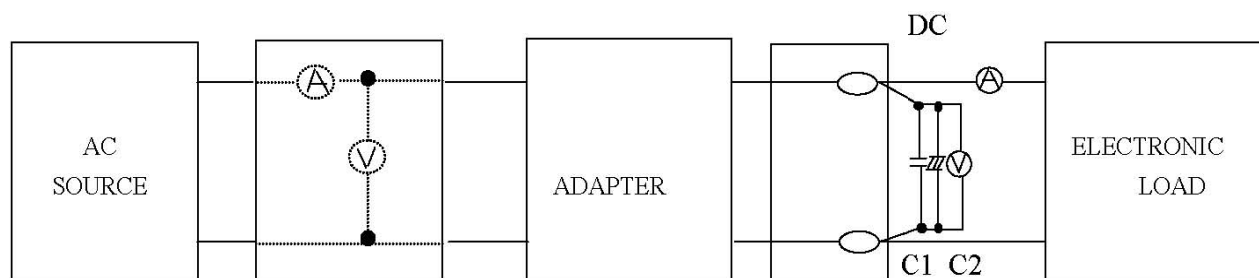 DC
A
A
AC
SOURCE
V
ADAPTER
V
ELECTRONIC
LOAD
C1 C2